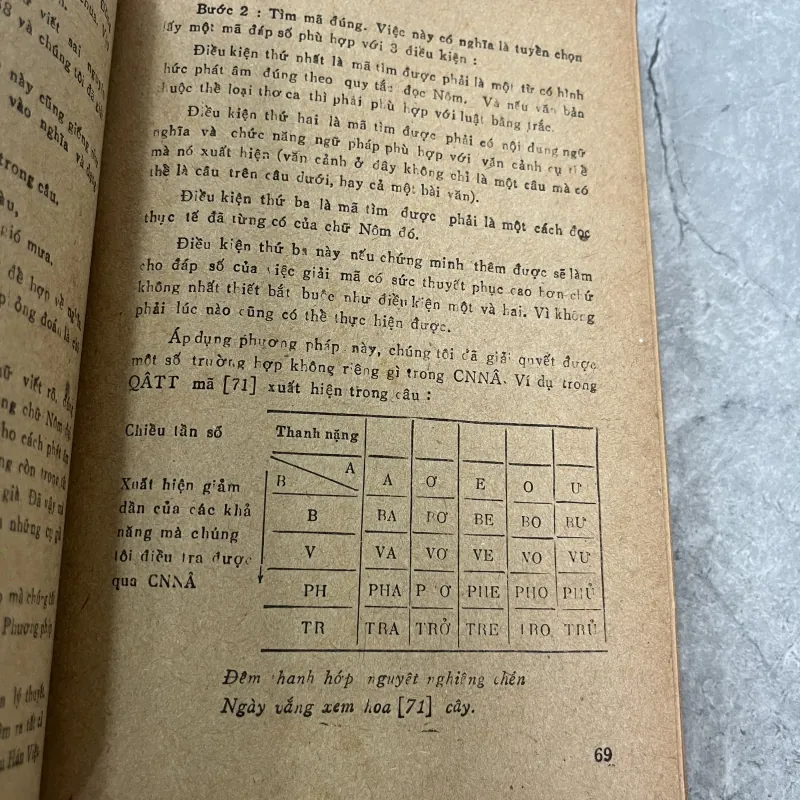 Bước 2 : Tìm mã đúng. Việc này có nghĩa là tuyển chọn
lấy một mã đáp số phù hợp với 3 điều kiện :
Điều kiện thứ nhất là mã tìm được phải là một từ có hình
thức phát âm đúng theo quy tắc đọc Nôm. Và nếu văn bản
thuộc thể loại thơ ca thì phải phù hợp với luật bằng trắc.
Điều kiện thứ hai là mã tìm được phải có nội dung ngữ
nghĩa và chức năng ngữ pháp phù hợp với văn cảnh cụ thể
mà nó xuất hiện (văn cảnh ở đây không chỉ là một câu mà có
thể là câu trên câu dưới, hay cả một bài văn).
Điều kiện thứ ba là mã tìm được phải là một cách đọc
thực tế đã từng có của chữ Nôm đó.
Điều kiện thứ ba này nếu chứng minh thêm được sẽ làm
cho đáp số của việc giải mã có sức thuyết phục cao hơn chứ
không nhất thiết bắt buộc như điều kiện một và hai. Vì không
phải lúc nào cũng có thể thực hiện được.
Áp dụng phương pháp này, chúng tôi đã giải quyết được
một số trường hợp không riêng gì trong CNNÂ. Ví dụ trong
QÂTT mã [71] xuất hiện trong câu :
Chiều tần số
Xuất hiện giảm
dần của các khả
năng mà chúng
tôi điều tra được
qua CNNÂ
Thanh nặng
B A A Ơ E O Ư
B BA BƠ BE BO BƯ
V VA VƠ VE VO VƯ
PH PHA PHƠ PHE PHO PHỦ
TR TRA TRỞ TRE TRO TRỦ
Đêm thanh hớp nguyệt nghiêng chén
Ngày vắng xem hoa [71] cây.
69